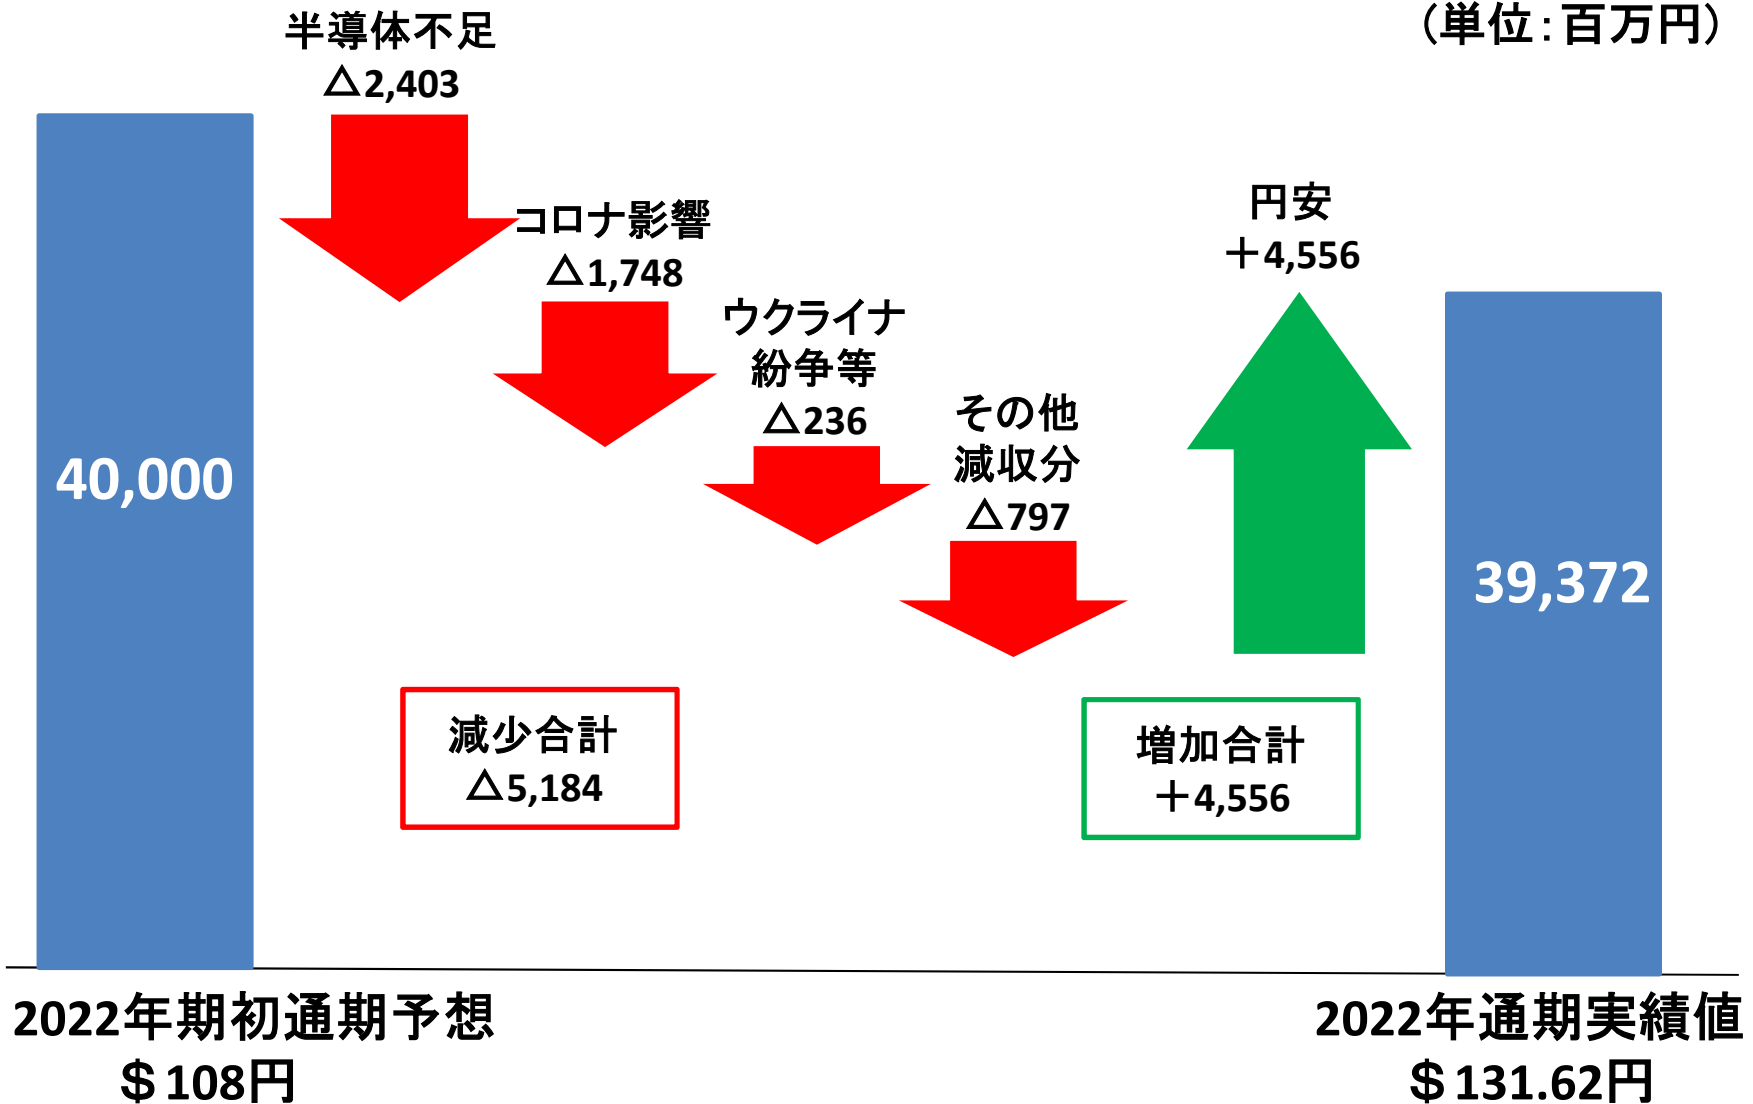 （単位：百万円）
半導体不足
△2,403
コロナ影響
△1,748
ウクライナ
紛争等
△236
その他
減収分
△797
円安
＋4,556
40,000
39,372
減少合計
△5,184
増加合計
＋4,556
2022年期初通期予想
＄108円
2022年通期実績値
＄131.62円